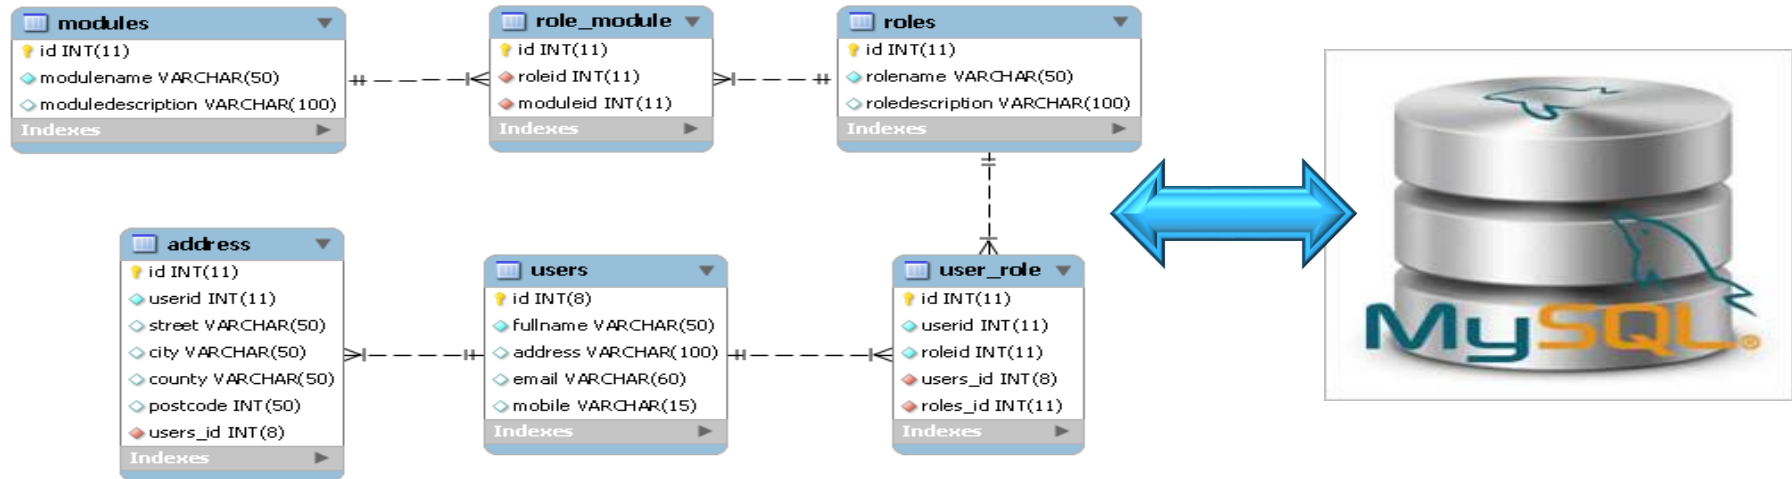 modules
id INT(11)
modulename VARCHAR(50)
moduledescription VARCHAR(100)
Indexes
role_module
id INT(11)
roleid INT(11)
moduleid INT(11)
Indexes
roles
id INT(11)
rolename VARCHAR(50)
roledescription VARCHAR(100)
Indexes
address
id INT(11)
userid INT(11)
street VARCHAR(50)
city VARCHAR(50)
county VARCHAR(50)
postcode INT(50)
users_id INT(8)
Indexes
users
id INT(8)
fullname VARCHAR(50)
address VARCHAR(100)
email VARCHAR(60)
mobile VARCHAR(15)
Indexes
user_role
id INT(11)
userid INT(11)
roleid INT(11)
users_id INT(8)
roles_id INT(11)
Indexes
MySQL®